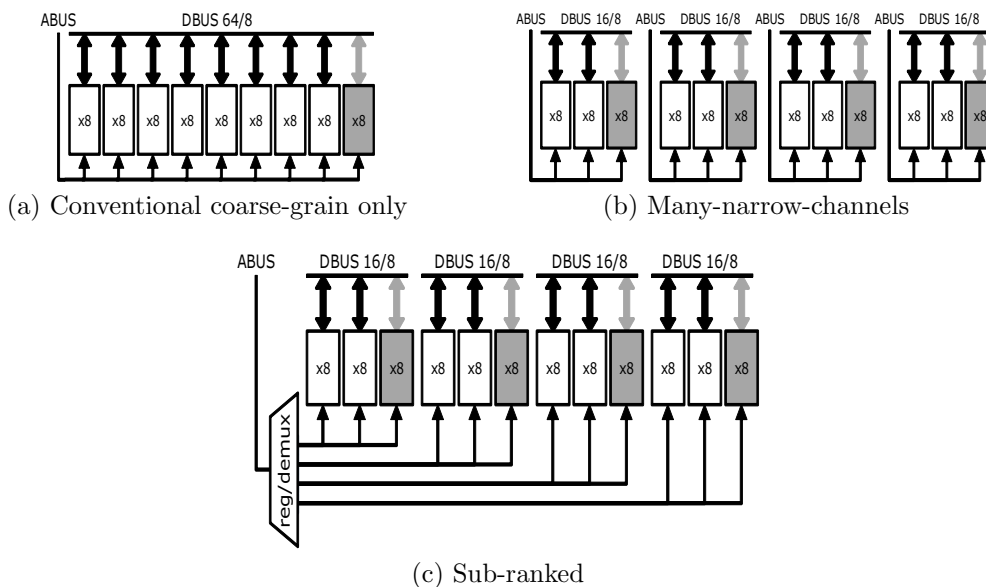 ABUS DBUS 64/8
x8 x8 x8 x8 x8 x8 x8 x8 x8
(a) Conventional coarse-grain only
ABUS DBUS 16/8 ABUS DBUS 16/8 ABUS DBUS 16/8 ABUS DBUS 16/8
x8 x8 x8 x8 x8 x8 x8 x8 x8 x8 x8 x8
(b) Many-narrow-channels
ABUS DBUS 16/8 DBUS 16/8 DBUS 16/8 DBUS 16/8
x8 x8 x8 x8 x8 x8 x8 x8 x8 x8 x8 x8
reg/demux
(c) Sub-ranked